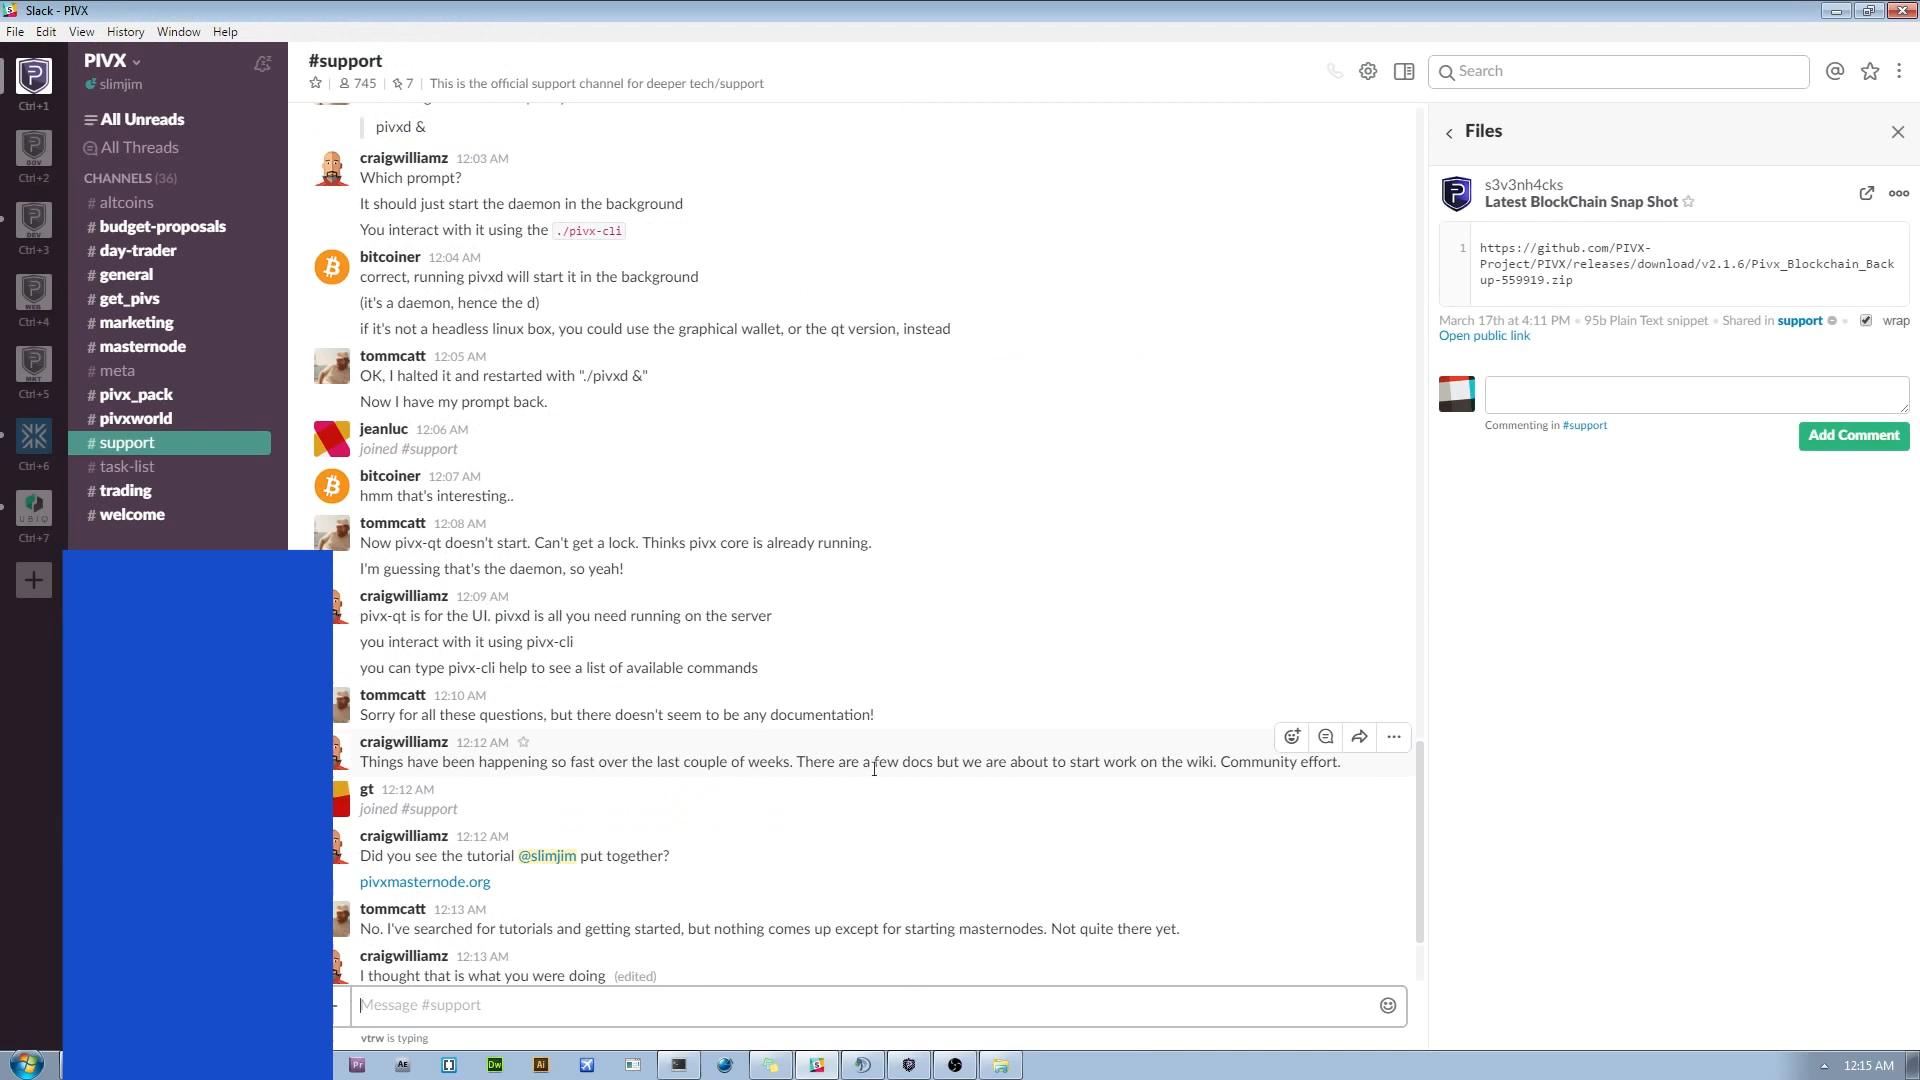 Slack - PIVX
File Edit View History Window Help
Ctrl+1
Ctrl+2
Ctrl+3
Ctrl+4
Ctrl+5
Ctrl+6
UBIQ
Ctrl+7
PIVX
slimjim
All Unreads
All Threads
CHANNELS (36)
# altcoins
# budget-proposals
# day-trader
# general
# get_pivs
# marketing
# masternode
# meta
# pivx_pack
# pivxworld
# support
# task-list
# trading
# welcome
#support
745 7 This is the official support channel for deeper tech/support
Search
pivxd &
craigwilliamz 12:03 AM
Which prompt?
It should just start the daemon in the background
You interact with it using the ./pivx-cli
bitcoiner 12:04 AM
correct, running pivxd will start it in the background
(it's a daemon, hence the d)
if it's not a headless linux box, you could use the graphical wallet, or the qt version, instead
tommcatt 12:05 AM
OK, I halted it and restarted with "./pivxd &"
Now I have my prompt back.
jeanluc 12:06 AM
joined #support
bitcoiner 12:07 AM
hmm that's interesting..
tommcatt 12:08 AM
Now pivx-qt doesn't start. Can't get a lock. Thinks pivx core is already running.
I'm guessing that's the daemon, so yeah!
craigwilliamz 12:09 AM
pivx-qt is for the UI. pivxd is all you need running on the server
you interact with it using pivx-cli
you can type pivx-cli help to see a list of available commands
tommcatt 12:10 AM
Sorry for all these questions, but there doesn't seem to be any documentation!
craigwilliamz 12:12 AM
Things have been happening so fast over the last couple of weeks. There are a few docs but we are about to start work on the wiki. Community effort.
gt 12:12 AM
joined #support
craigwilliamz 12:12 AM
Did you see the tutorial @slimjim put together?
pivxmasternode.org
tommcatt 12:13 AM
No. I've searched for tutorials and getting started, but nothing comes up except for starting masternodes. Not quite there yet.
craigwilliamz 12:13 AM
I thought that is what you were doing (edited)
Message #support
vtrw is typing
Files
s3v3nh4cks
Latest BlockChain Snap Shot
1 https://github.com/PIVX-
Project/PIVX/releases/download/v2.1.6/Pivx_Blockchain_Back
up-559919.zip
March 17th at 4:11 PM • 95b Plain Text snippet • Shared in support • wrap
Open public link
Commenting in #support
Add Comment
Pr AE Dw Ai
12:15 AM